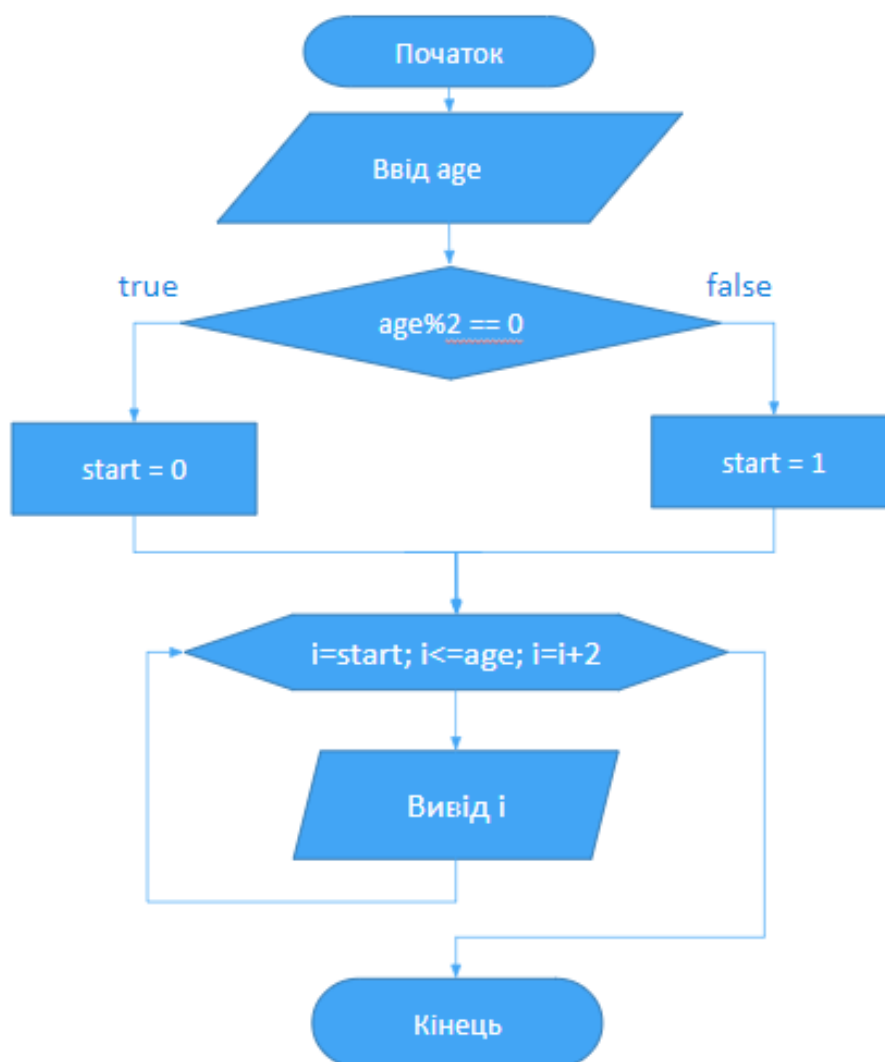 Початок
Ввід age
true
false
age%2 == 0
start = 0
start = 1
i=start; i<=age; i=i+2
Вивід i
Кінець